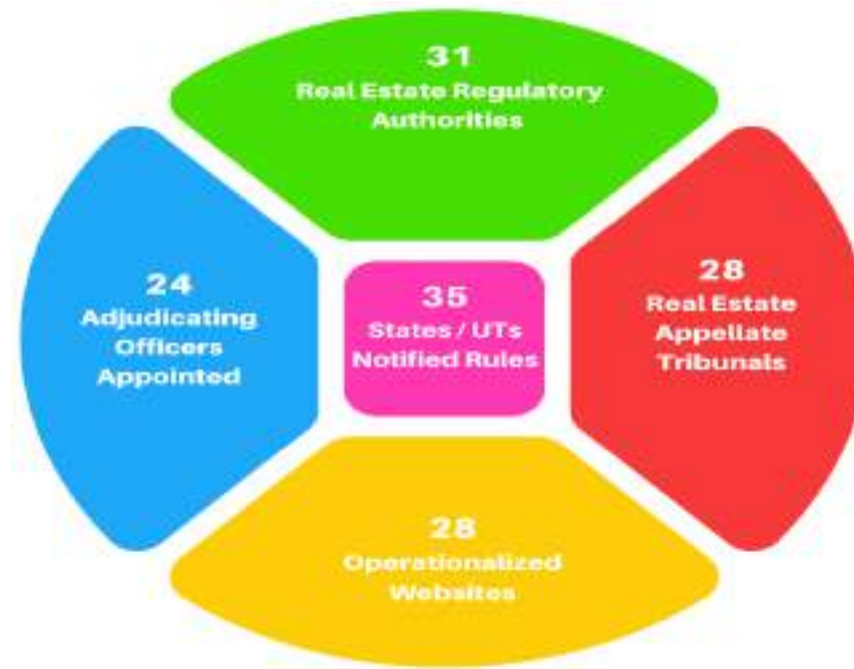 31
Real Estate Regulatory
Authorities
24
Adjudicating
Officers
Appointed
35
States / UTs
Notified Rules
28
Real Estate
Appellate
Tribunals
28
Operationalized
Websites